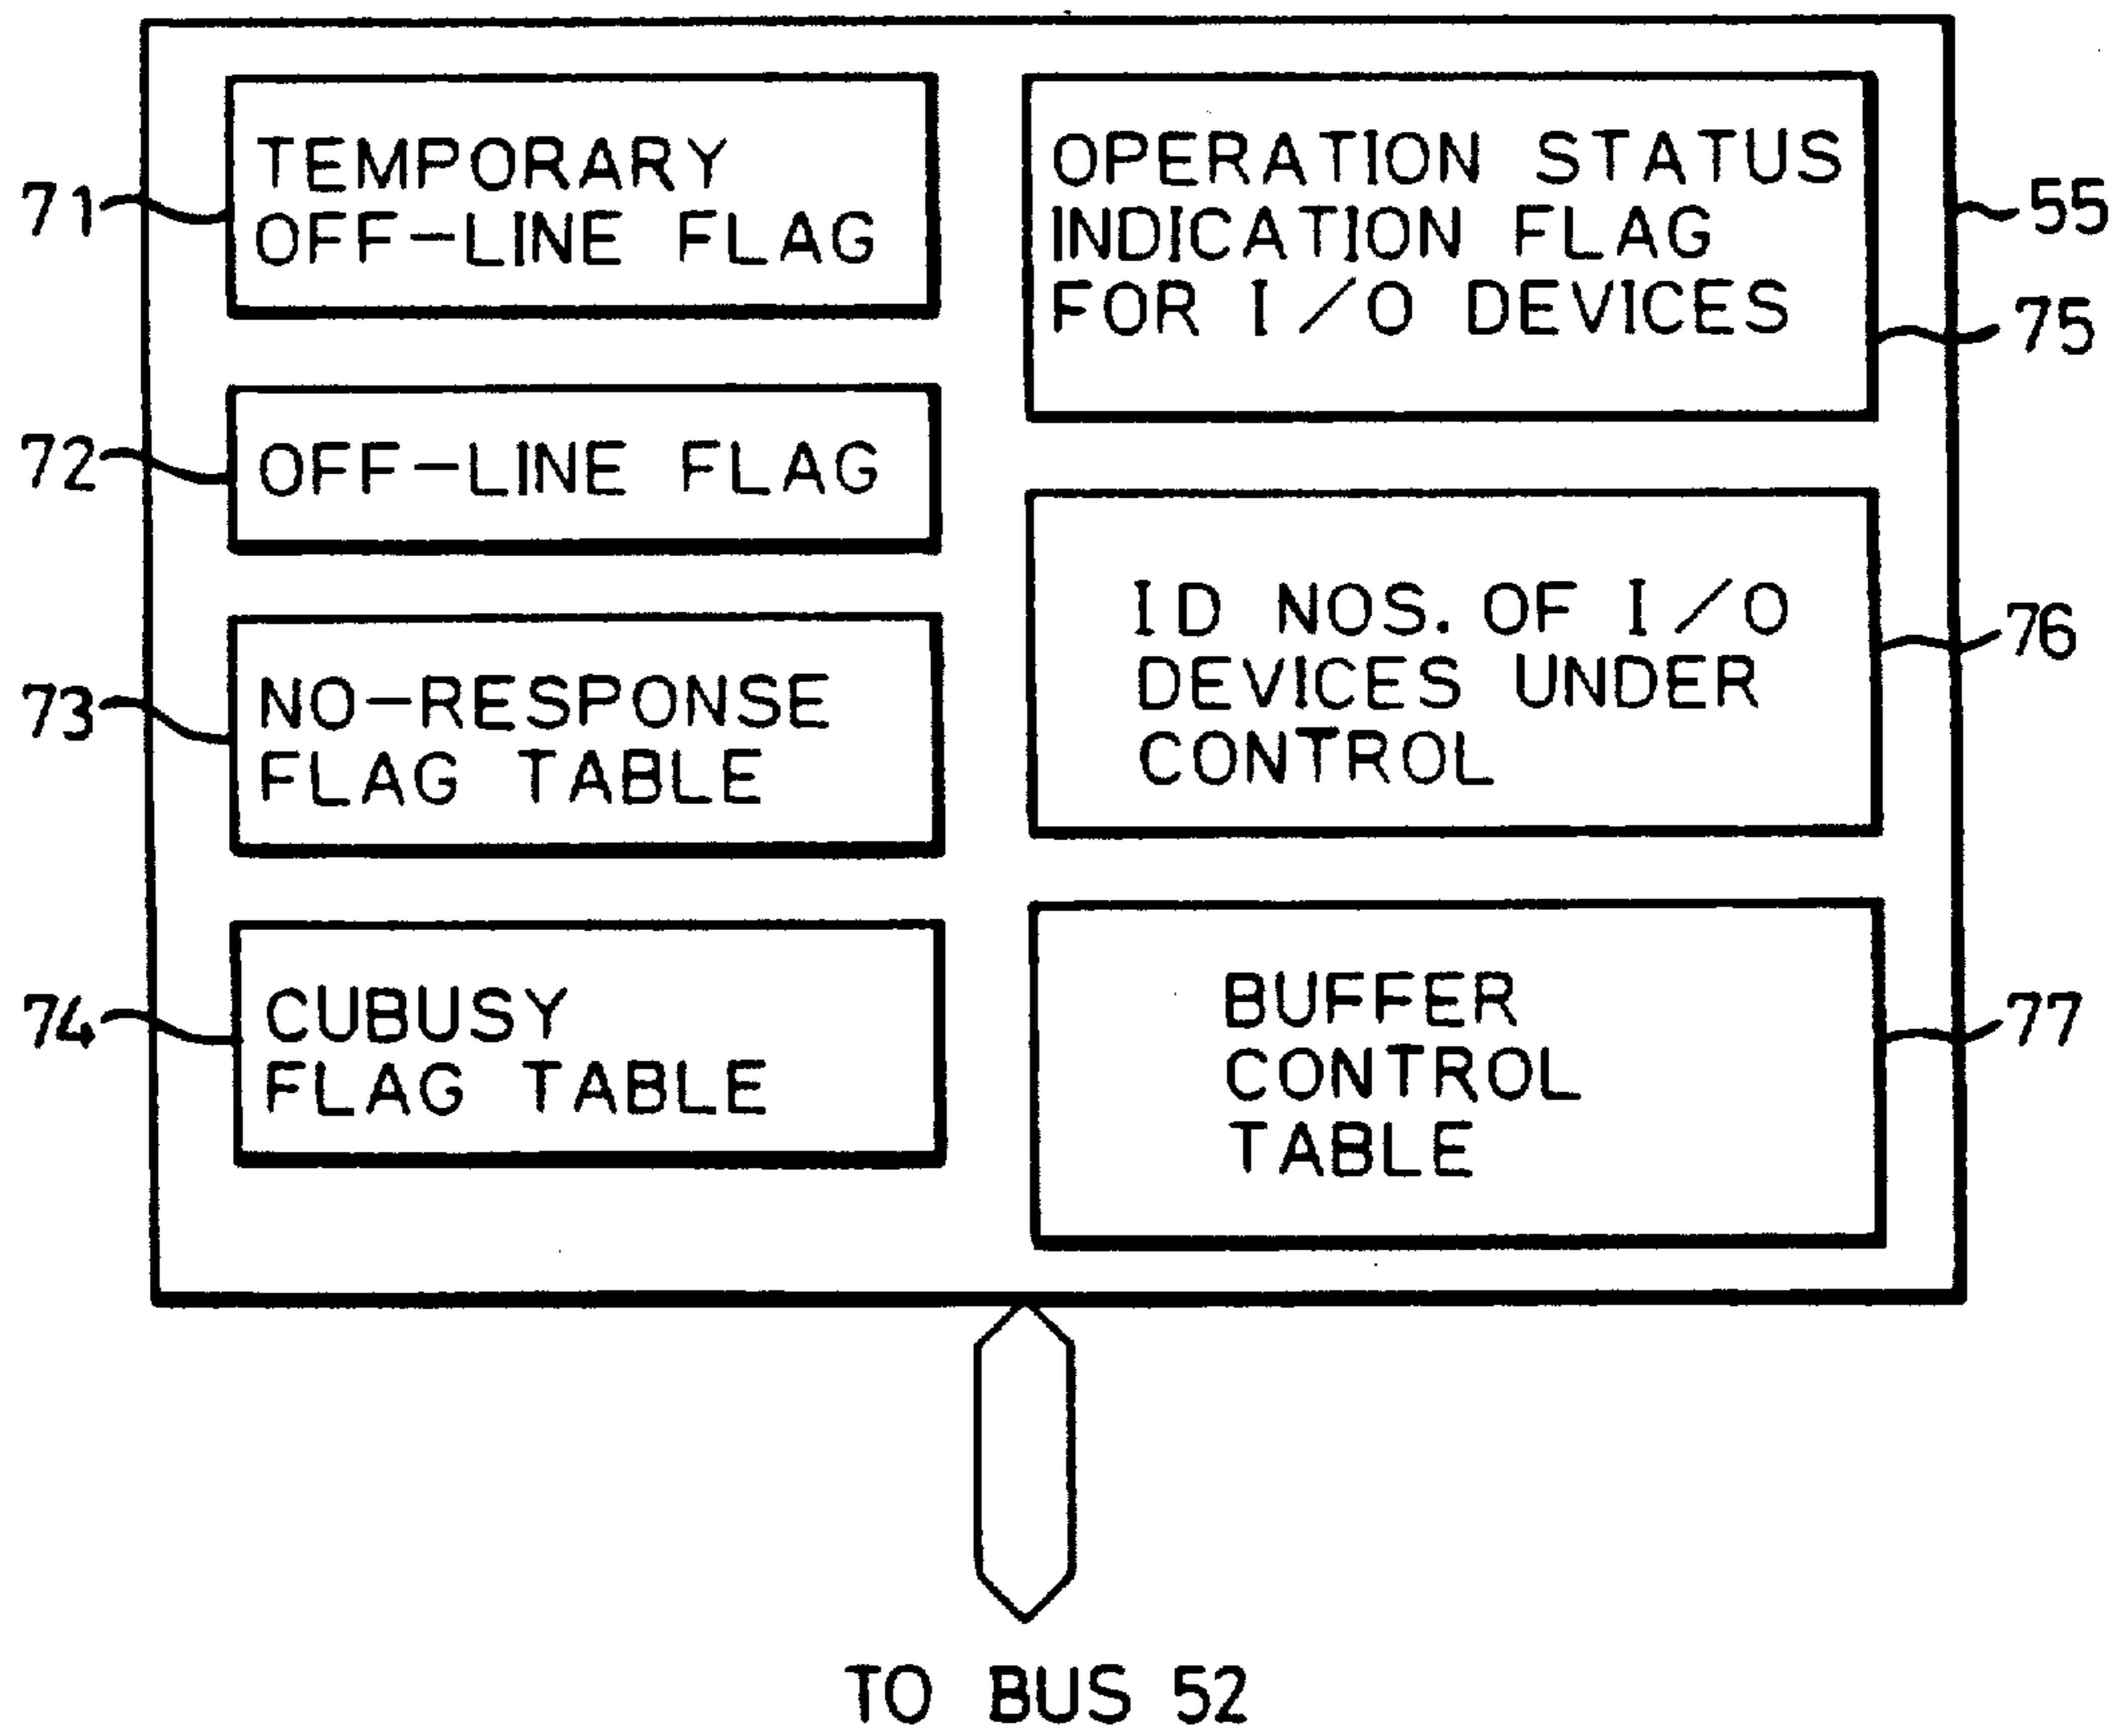 71
TEMPORARY
OFF-LINE FLAG
72
OFF-LINE FLAG
73
NO-RESPONSE
FLAG TABLE
74
CUBUSY
FLAG TABLE
OPERATION STATUS
INDICATION FLAG
FOR I/O DEVICES
55
75
ID NOS. OF I/O
DEVICES UNDER
CONTROL
76
BUFFER
CONTROL
TABLE
77
TO BUS 52